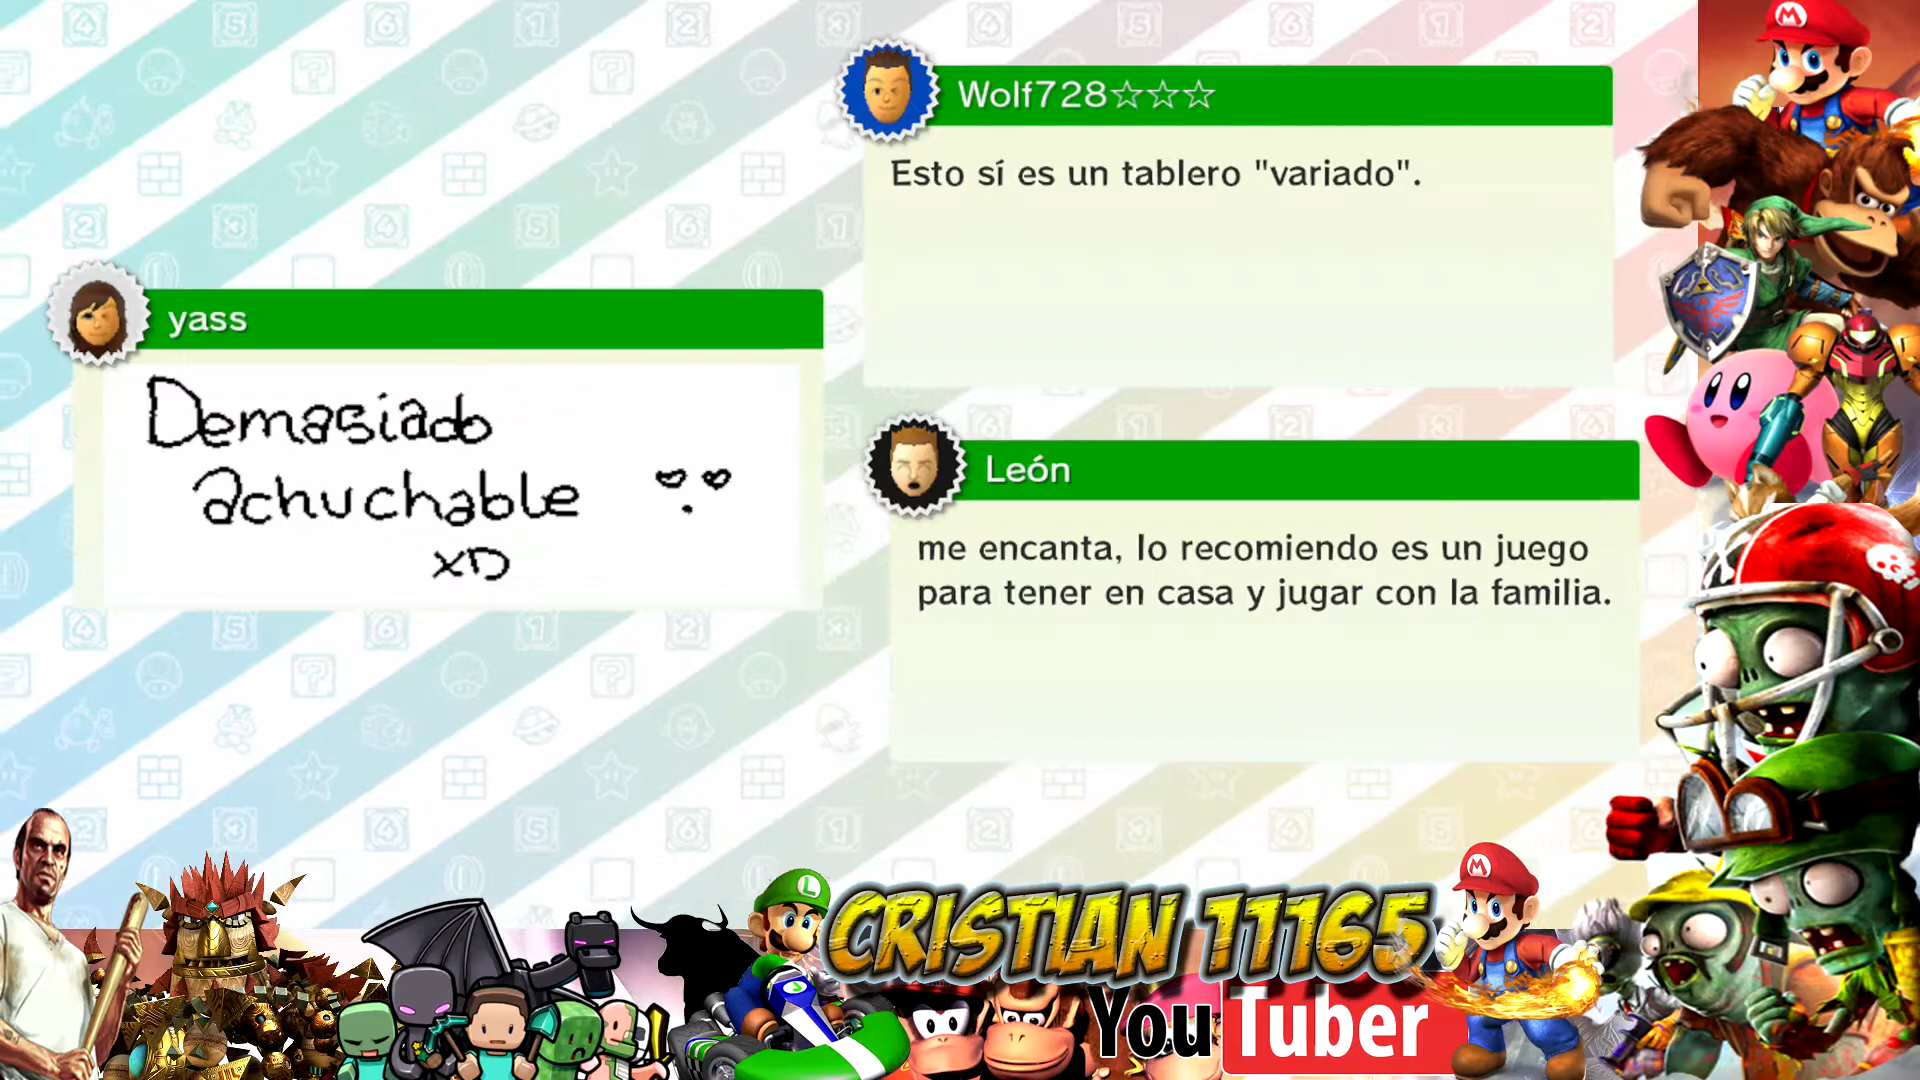 Wolf728☆☆☆
Esto sí es un tablero "variado".
yass
Demasiado
achuchable
XD
León
me encanta, lo recomiendo es un juego
para tener en casa y jugar con la familia.
CRISTIAN 11165
YouTuber